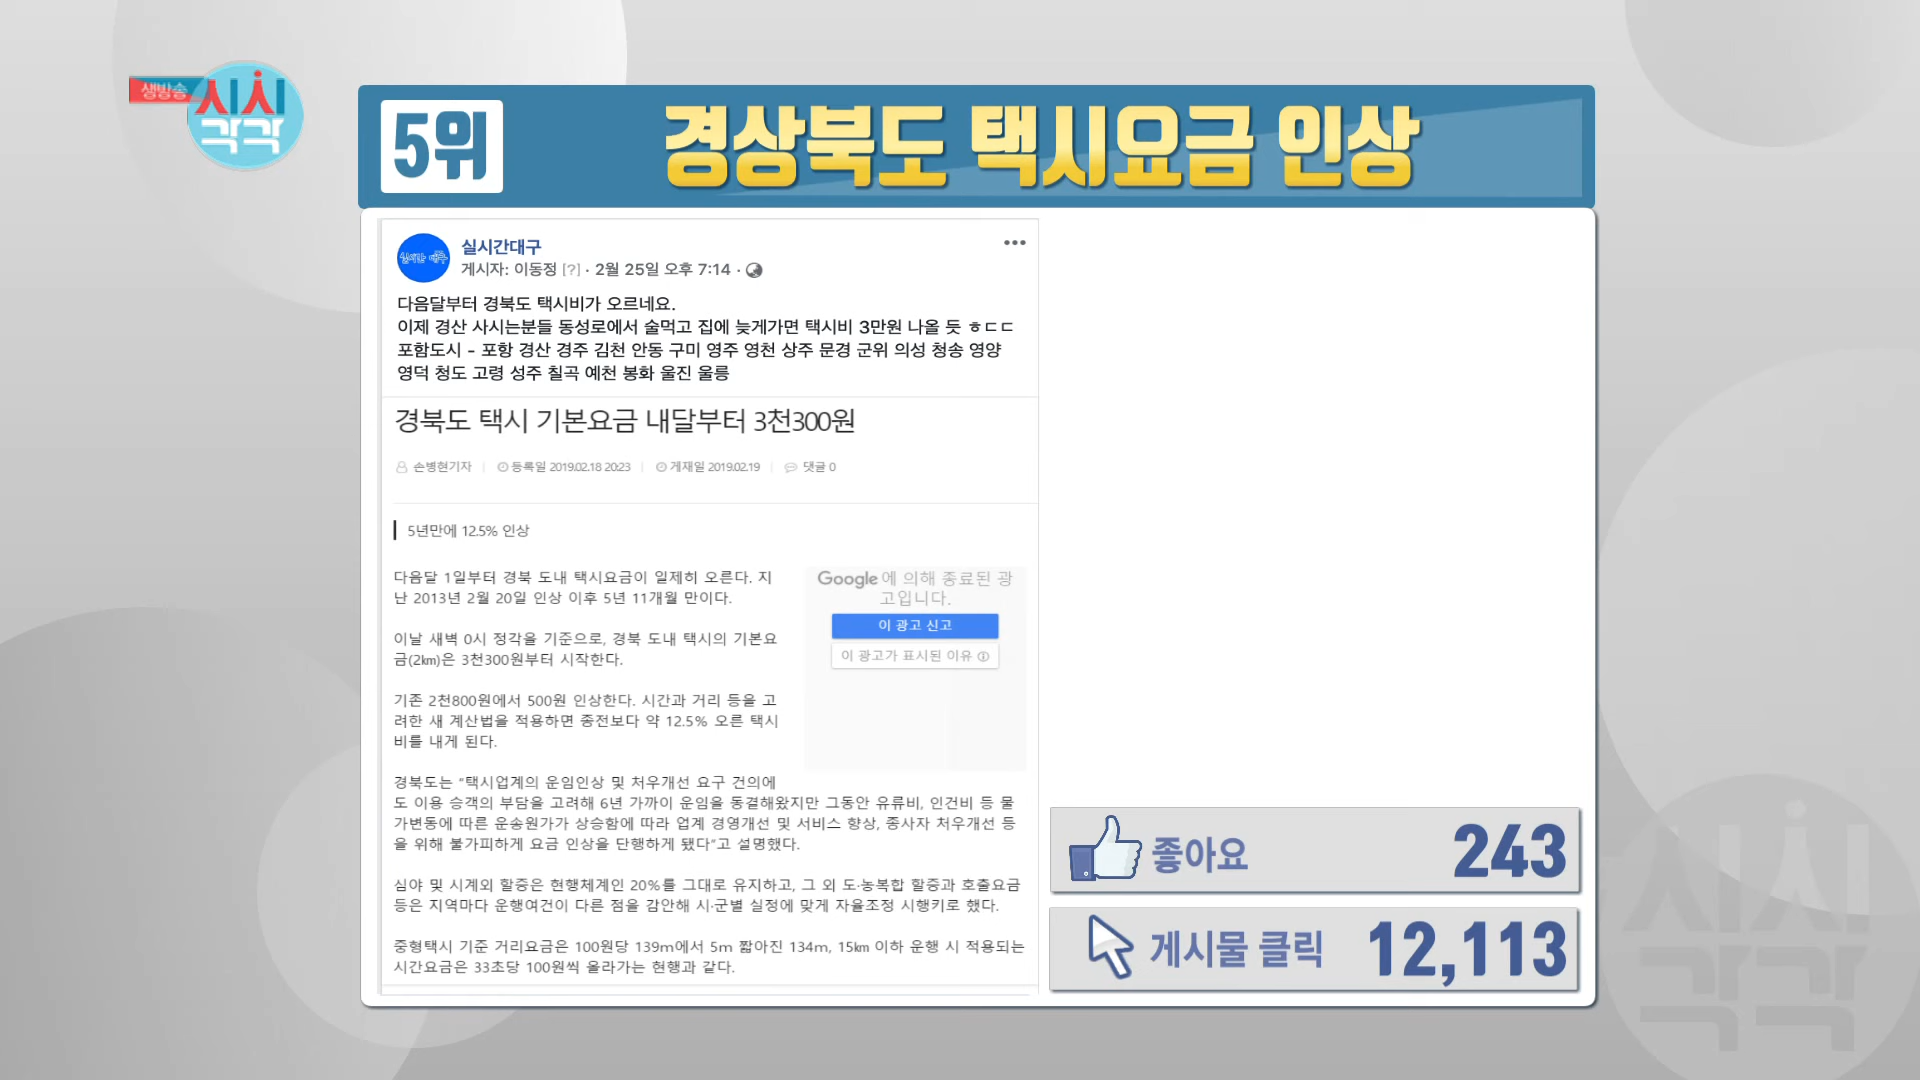 생방송
시시
각각
5위
경상북도 택시요금 인상
실시간 대구
실시간대구
게시자: 이동정 [?] · 2월 25일 오후 7:14 ·
다음달부터 경북도 택시비가 오르네요.
이제 경산 사시는분들 동성로에서 술먹고 집에 늦게가면 택시비 3만원 나올 듯 ㅎㄷㄷ
포함도시 - 포항 경산 경주 김천 안동 구미 영주 영천 상주 문경 군위 의성 청송 영양
영덕 청도 고령 성주 칠곡 예천 봉화 울진 울릉
경북도 택시 기본요금 내달부터 3천300원
손병현기자 | 등록일 2019.02.18 20:23 | 게재일 2019.02.19 | 댓글 0
5년만에 12.5% 인상
다음달 1일부터 경북 도내 택시요금이 일제히 오른다. 지
난 2013년 2월 20일 인상 이후 5년 11개월 만이다.
이날 새벽 0시 정각을 기준으로, 경북 도내 택시의 기본요
금(2㎞)은 3천300원부터 시작한다.
기존 2천800원에서 500원 인상한다. 시간과 거리 등을 고
려한 새 계산법을 적용하면 종전보다 약 12.5% 오른 택시
비를 내게 된다.
경북도는 “택시업계의 운임인상 및 처우개선 요구 건의에
도 이용 승객의 부담을 고려해 6년 가까이 운임을 동결해왔지만 그동안 유류비, 인건비 등 물
가변동에 따른 운송원가가 상승함에 따라 업계 경영개선 및 서비스 향상, 종사자 처우개선 등
을 위해 불가피하게 요금 인상을 단행하게 됐다”고 설명했다.
심야 및 시계외 할증은 현행체계인 20%를 그대로 유지하고, 그 외 도·농복합 할증과 호출요금
등은 지역마다 운행여건이 다른 점을 감안해 시·군별 실정에 맞게 자율조정 시행키로 했다.
중형택시 기준 거리요금은 100원당 139m에서 5m 짧아진 134m, 15㎞ 이하 운행 시 적용되는
시간요금은 33초당 100원씩 올라가는 현행과 같다.
Google에 의해 종료된 광
고입니다.
이 광고 신고
이 광고가 표시된 이유
좋아요 243
게시물 클릭 12,113
시시
각각